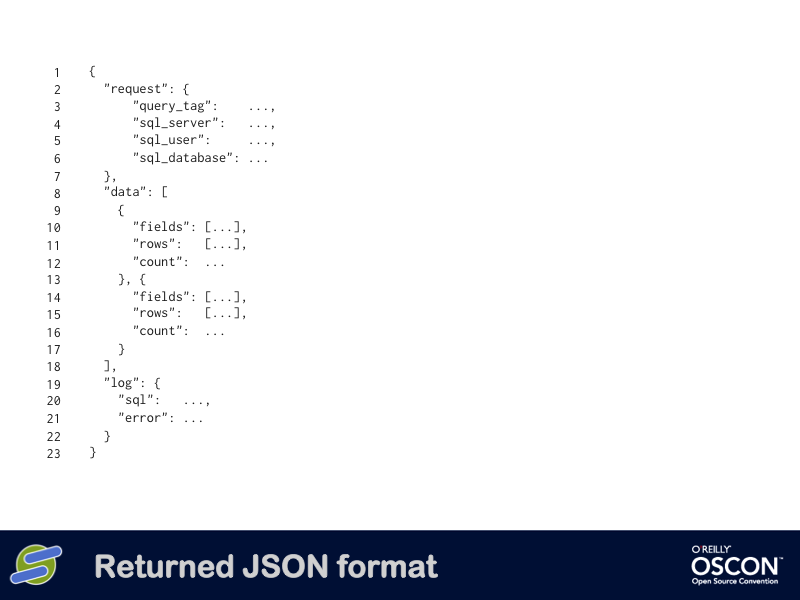 1 {
2   "request": {
3       "query_tag":    ...,
4       "sql_server":   ...,
5       "sql_user":     ...,
6       "sql_database": ...
7   },
8   "data": [
9     {
10       "fields": [...],
11       "rows":   [...],
12       "count":  ...
13     }, {
14       "fields": [...],
15       "rows":   [...],
16       "count":  ...
17     }
18   ],
19   "log": {
20     "sql":   ...,
21     "error": ...
22   }
23 }
Returned JSON format
O'REILLY
OSCON™
Open Source Convention